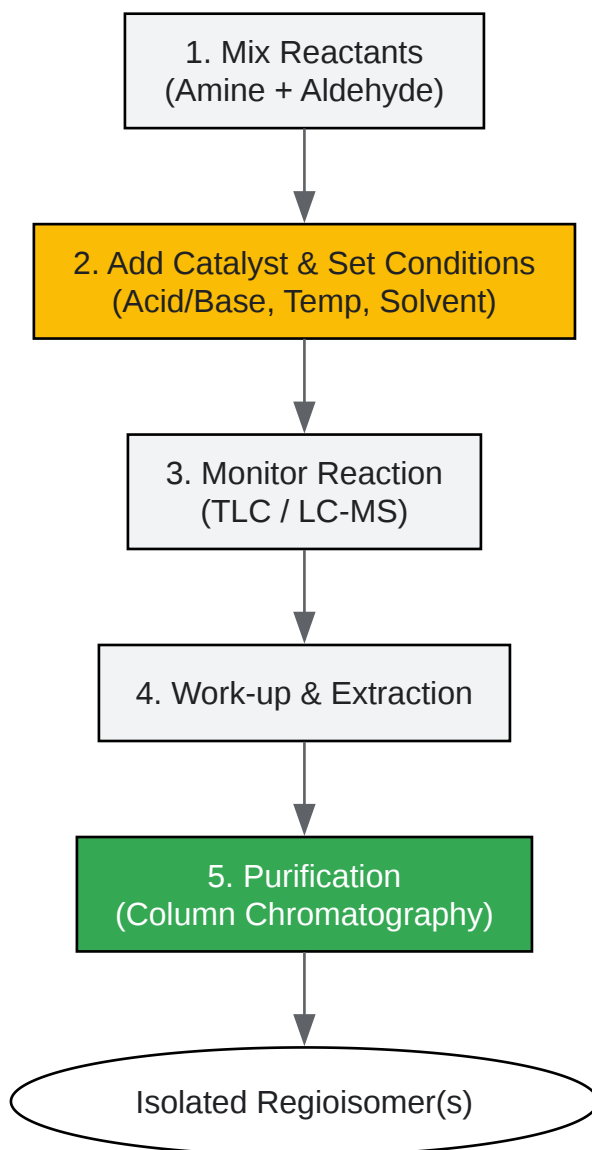 1. Mix Reactants
(Amine + Aldehyde)
2. Add Catalyst & Set Conditions
(Acid/Base, Temp, Solvent)
3. Monitor Reaction
(TLC / LC-MS)
4. Work-up & Extraction
5. Purification
(Column Chromatography)
Isolated Regioisomer(s)